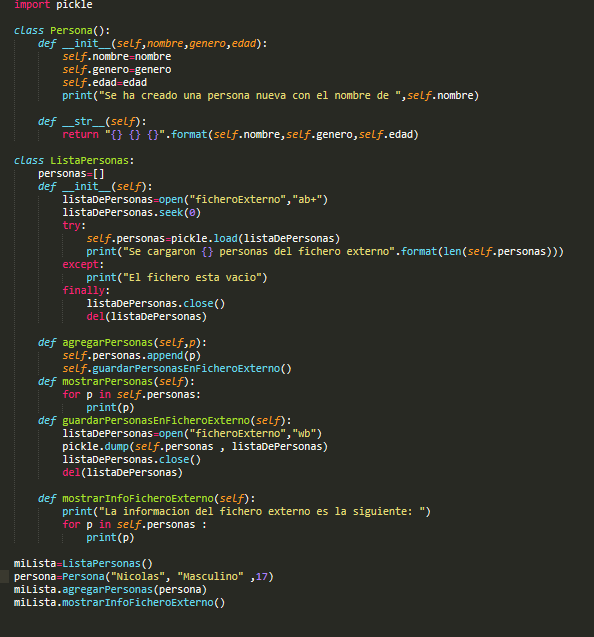 import pickle
class Persona():
    def __init__(self,nombre,genero,edad):
        self.nombre=nombre
        self.genero=genero
        self.edad=edad
        print("Se ha creado una persona nueva con el nombre de ",self.nombre)
    def __str__(self):
        return "{} {} {}".format(self.nombre,self.genero,self.edad)
class ListaPersonas:
    personas=[]
    def __init__(self):
        listaDePersonas=open("ficheroExterno","ab+")
        listaDePersonas.seek(0)
        try:
            self.personas=pickle.load(listaDePersonas)
            print("Se cargaron {} personas del fichero externo".format(len(self.personas)))
        except:
            print("El fichero esta vacio")
        finally:
            listaDePersonas.close()
            del(listaDePersonas)
    def agregarPersonas(self,p):
        self.personas.append(p)
        self.guardarPersonasEnFicheroExterno()
    def mostrarPersonas(self):
        for p in self.personas:
            print(p)
    def guardarPersonasEnFicheroExterno(self):
        listaDePersonas=open("ficheroExterno","wb")
        pickle.dump(self.personas , listaDePersonas)
        listaDePersonas.close()
        del(listaDePersonas)
    def mostrarInfoFicheroExterno(self):
        print("La informacion del fichero externo es la siguiente: ")
        for p in self.personas :
            print(p)
miLista=ListaPersonas()
persona=Persona("Nicolas", "Masculino" ,17)
miLista.agregarPersonas(persona)
miLista.mostrarInfoFicheroExterno()